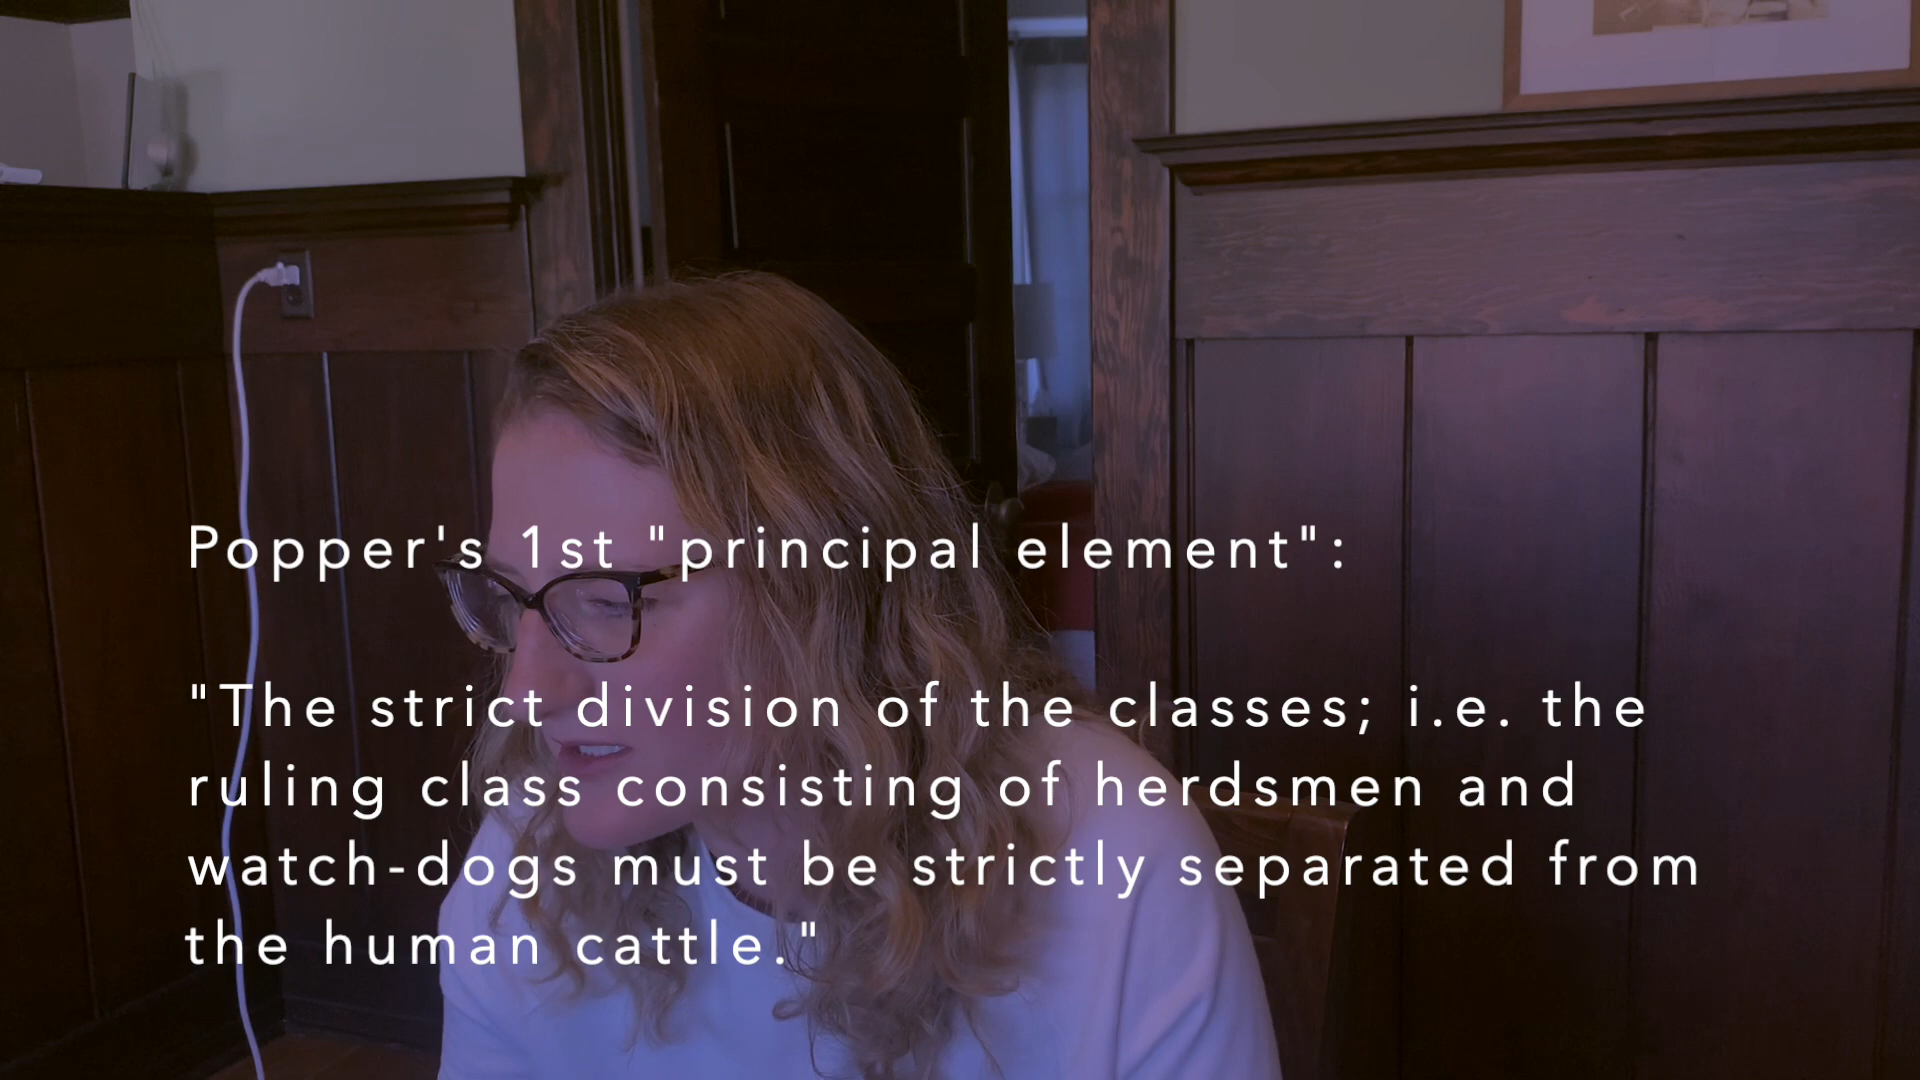 Popper's 1st "principal element":
"The strict division of the classes; i.e. the
ruling class consisting of herdsmen and
watch-dogs must be strictly separated from
the human cattle."